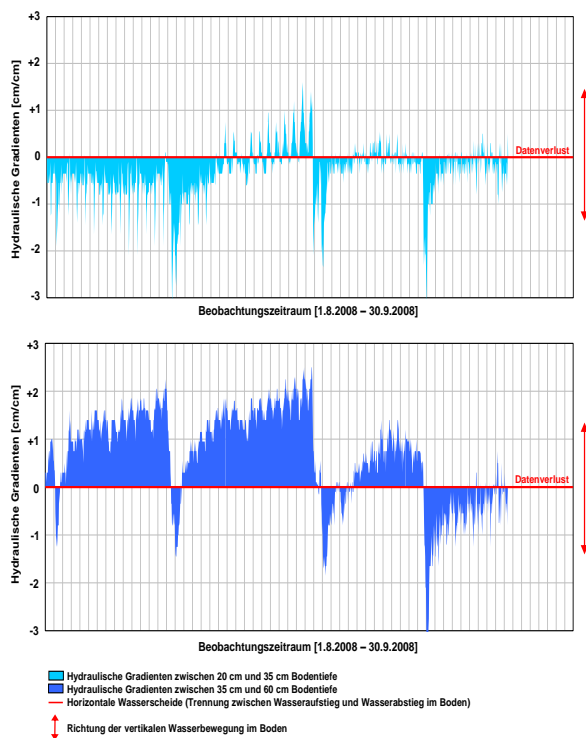 +3
+2
+1
0
-1
-2
-3
Hydraulische Gradienten [cm/cm]
Datenverlust
Beobachtungszeitraum [1.8.2008 – 30.9.2008]
+3
+2
+1
0
-1
-2
-3
Hydraulische Gradienten [cm/cm]
Datenverlust
Beobachtungszeitraum [1.8.2008 – 30.9.2008]
Hydraulische Gradienten zwischen 20 cm und 35 cm Bodentiefe
Hydraulische Gradienten zwischen 35 cm und 60 cm Bodentiefe
Horizontale Wasserscheide (Trennung zwischen Wasseraufstieg und Wasserabstieg im Boden)
Richtung der vertikalen Wasserbewegung im Boden